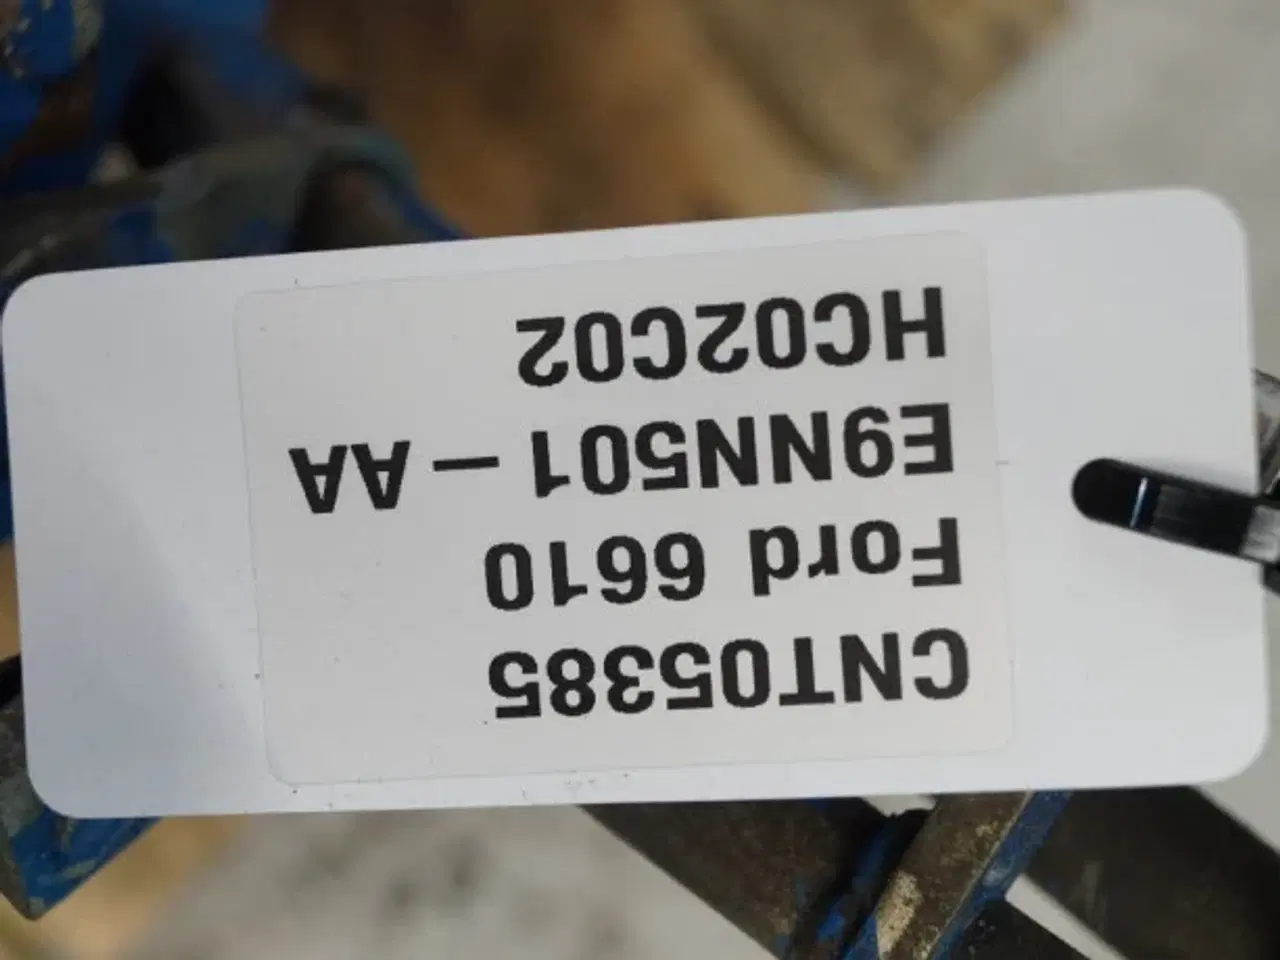 CNT05385
Ford 6610
E9NN501 – AA
HC02C02